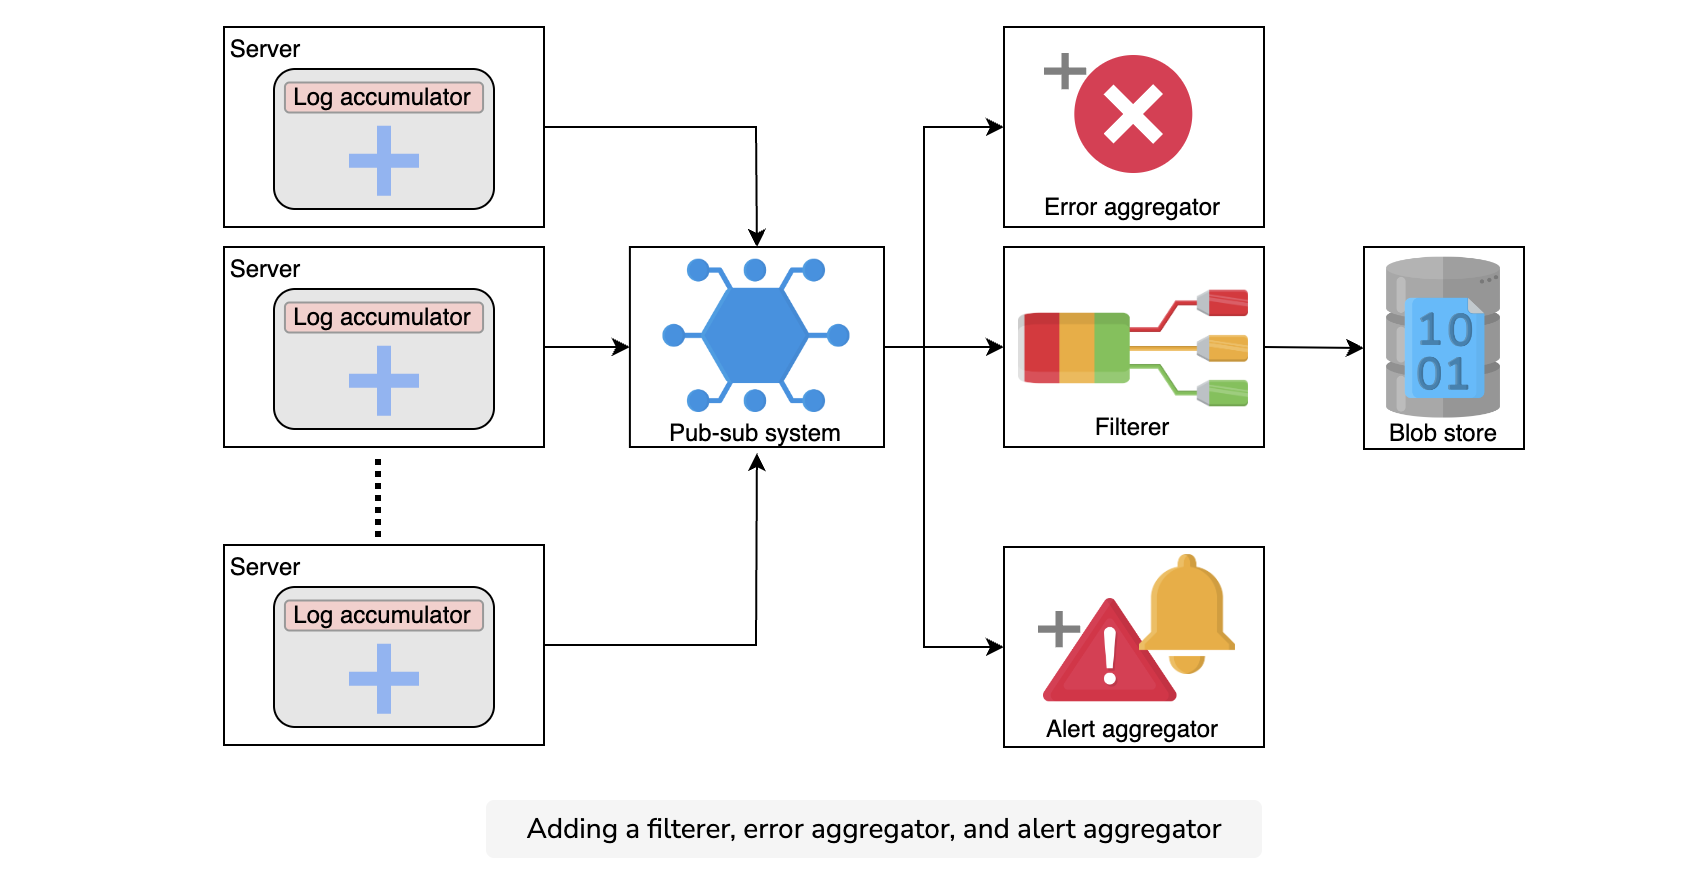 Server
Log accumulator
Server
Log accumulator
Server
Log accumulator
Pub-sub system
Error aggregator
Filterer
10
01
Blob store
Alert aggregator
Adding a filterer, error aggregator, and alert aggregator